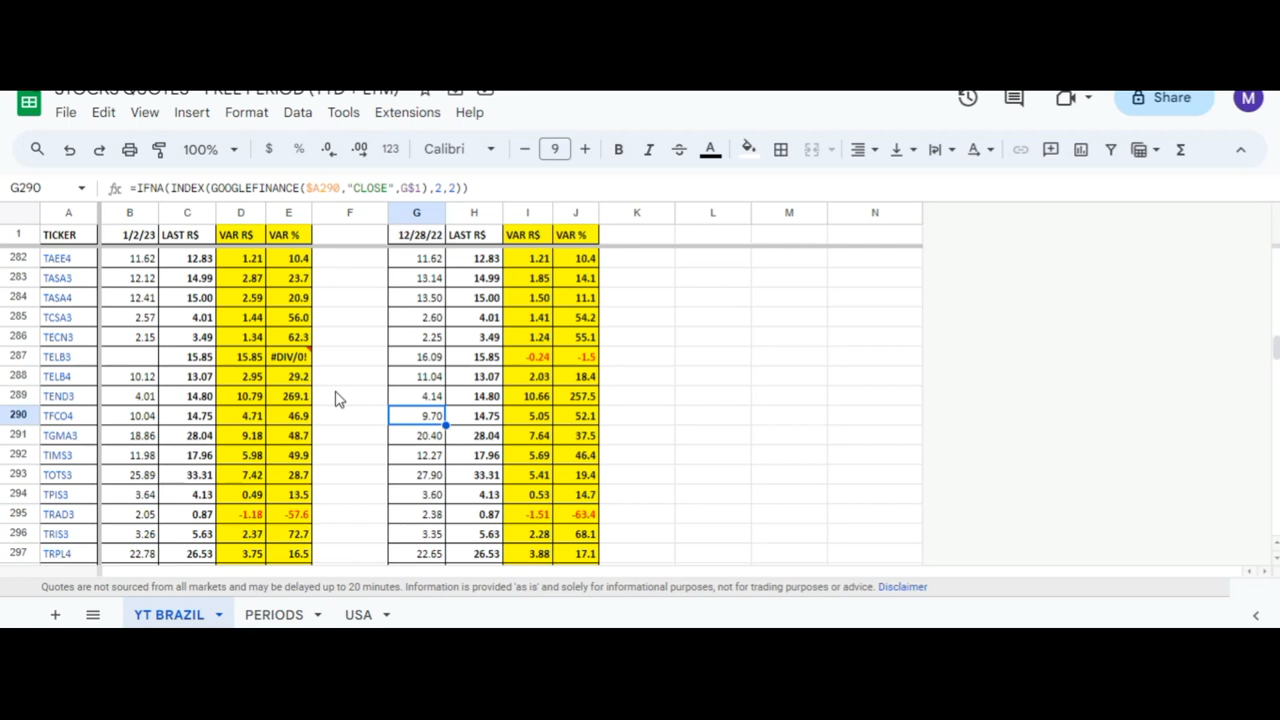 STOCKS QUOTES - FREE PERIOD (YTD + LTM)
File Edit View Insert Format Data Tools Extensions Help
Share M
100% $ % .0 .00 123 Calibri 9 B I A
G290 fx =IFNA(INDEX(GOOGLEFINANCE($A290,"CLOSE",G$1),2,2))
A B C D E F G H I J K L M N
1 TICKER 1/2/23 LAST R$ VAR R$ VAR % 12/28/22 LAST R$ VAR R$ VAR %
282 TAEE4 11.62 12.83 1.21 10.4 11.62 12.83 1.21 10.4
283 TASA3 12.12 14.99 2.87 23.7 13.14 14.99 1.85 14.1
284 TASA4 12.41 15.00 2.59 20.9 13.50 15.00 1.50 11.1
285 TCSA3 2.57 4.01 1.44 56.0 2.60 4.01 1.41 54.2
286 TECN3 2.15 3.49 1.34 62.3 2.25 3.49 1.24 55.1
287 TELB3 15.85 15.85 #DIV/0! 16.09 15.85 -0.24 -1.5
288 TELB4 10.12 13.07 2.95 29.2 11.04 13.07 2.03 18.4
289 TEND3 4.01 14.80 10.79 269.1 4.14 14.80 10.66 257.5
290 TFCO4 10.04 14.75 4.71 46.9 9.70 14.75 5.05 52.1
291 TGMA3 18.86 28.04 9.18 48.7 20.40 28.04 7.64 37.5
292 TIMS3 11.98 17.96 5.98 49.9 12.27 17.96 5.69 46.4
293 TOTS3 25.89 33.31 7.42 28.7 27.90 33.31 5.41 19.4
294 TPIS3 3.64 4.13 0.49 13.5 3.60 4.13 0.53 14.7
295 TRAD3 2.05 0.87 -1.18 -57.6 2.38 0.87 -1.51 -63.4
296 TRIS3 3.26 5.63 2.37 72.7 3.35 5.63 2.28 68.1
297 TRPL4 22.78 26.53 3.75 16.5 22.65 26.53 3.88 17.1
Quotes are not sourced from all markets and may be delayed up to 20 minutes. Information is provided 'as is' and solely for informational purposes, not for trading purposes or advice. Disclaimer
YT BRAZIL PERIODS USA